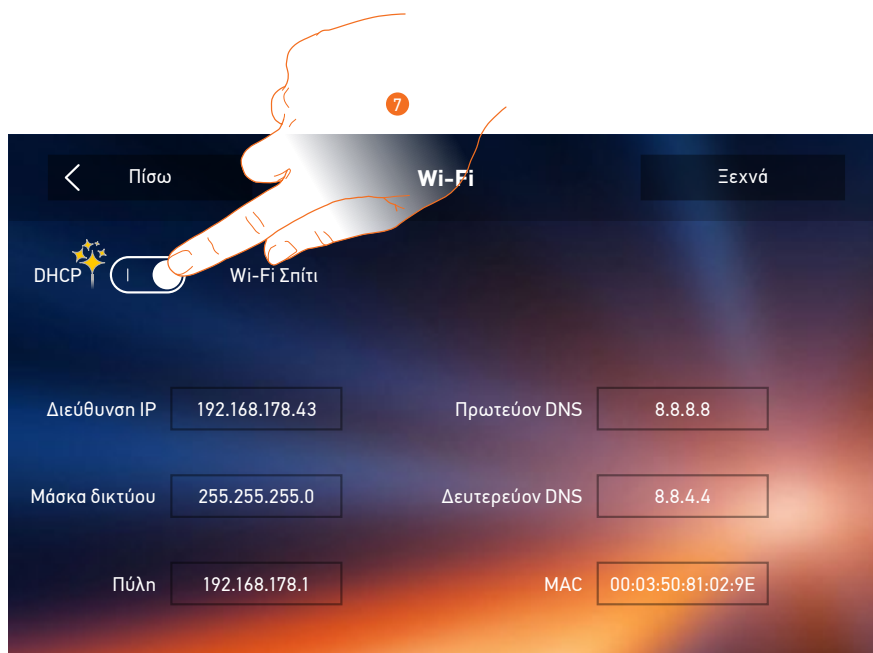 7
Πίσω
Wi-Fi
Ξεχνά
DHCP
Wi-Fi Σπίτι
Διεύθυνση IP 192.168.178.43
Πρωτεύον DNS 8.8.8.8
Μάσκα δικτύου 255.255.255.0
Δευτερεύον DNS 8.8.4.4
Πύλη 192.168.178.1
MAC 00:03:50:81:02:9E